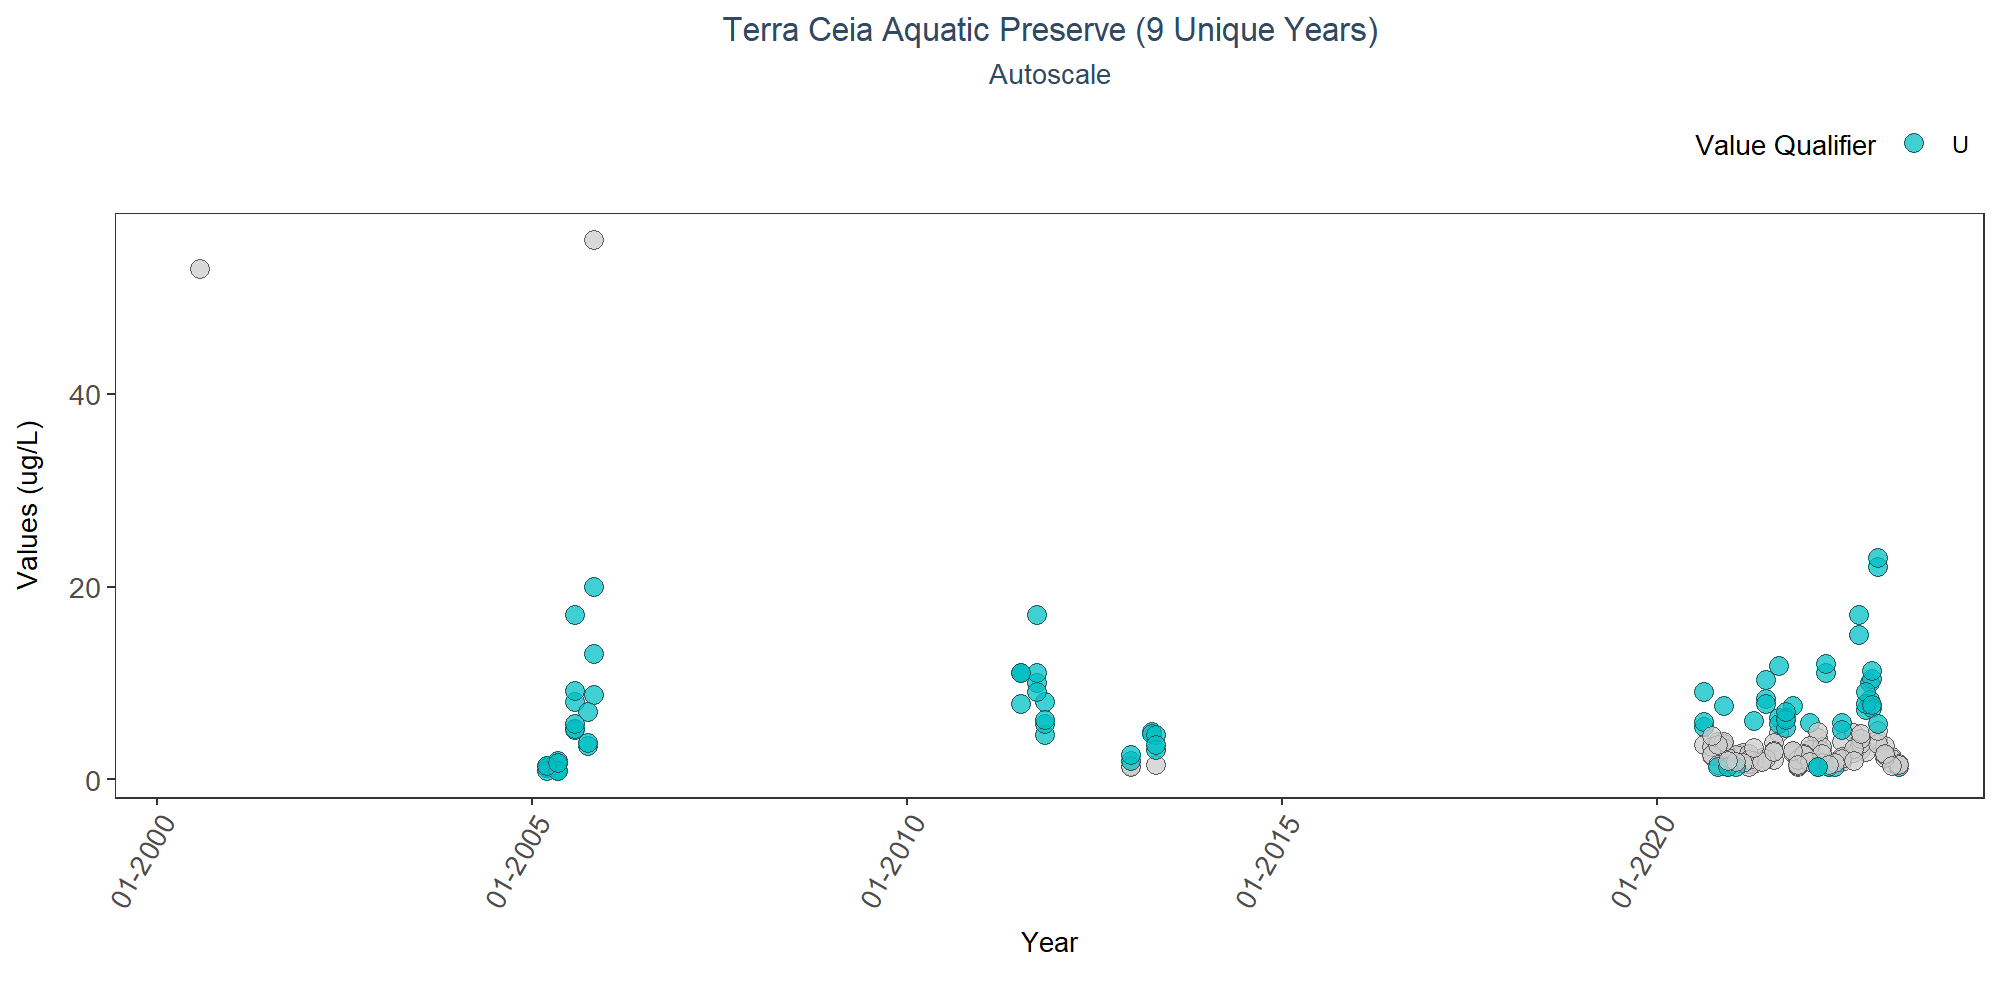 Terra Ceia Aquatic Preserve (9 Unique Years)
Autoscale
Value Qualifier U
Values (ug/L)
40
20
0
01-2000
01-2005
01-2010
01-2015
01-2020
Year